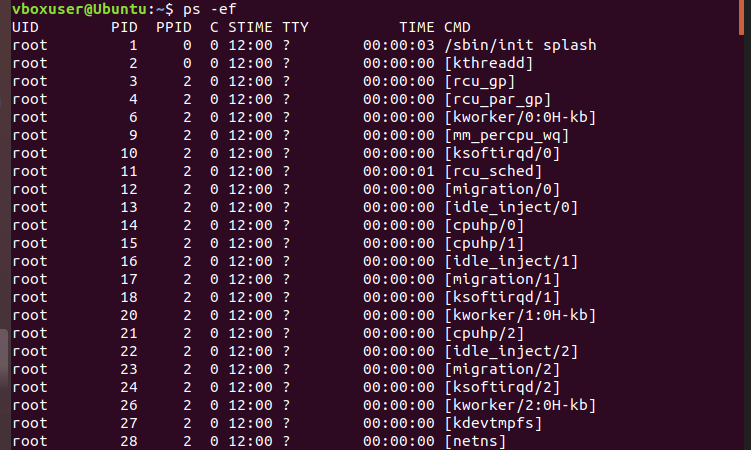 vboxuser@Ubuntu:~$ ps -ef
UID          PID    PPID  C STIME TTY          TIME CMD
root           1       0  0 12:00 ?        00:00:03 /sbin/init splash
root           2       0  0 12:00 ?        00:00:00 [kthreadd]
root           3       2  0 12:00 ?        00:00:00 [rcu_gp]
root           4       2  0 12:00 ?        00:00:00 [rcu_par_gp]
root           6       2  0 12:00 ?        00:00:00 [kworker/0:0H-kb]
root           9       2  0 12:00 ?        00:00:00 [mm_percpu_wq]
root          10       2  0 12:00 ?        00:00:00 [ksoftirqd/0]
root          11       2  0 12:00 ?        00:00:01 [rcu_sched]
root          12       2  0 12:00 ?        00:00:00 [migration/0]
root          13       2  0 12:00 ?        00:00:00 [idle_inject/0]
root          14       2  0 12:00 ?        00:00:00 [cpuhp/0]
root          15       2  0 12:00 ?        00:00:00 [cpuhp/1]
root          16       2  0 12:00 ?        00:00:00 [idle_inject/1]
root          17       2  0 12:00 ?        00:00:00 [migration/1]
root          18       2  0 12:00 ?        00:00:00 [ksoftirqd/1]
root          20       2  0 12:00 ?        00:00:00 [kworker/1:0H-kb]
root          21       2  0 12:00 ?        00:00:00 [cpuhp/2]
root          22       2  0 12:00 ?        00:00:00 [idle_inject/2]
root          23       2  0 12:00 ?        00:00:00 [migration/2]
root          24       2  0 12:00 ?        00:00:00 [ksoftirqd/2]
root          26       2  0 12:00 ?        00:00:00 [kworker/2:0H-kb]
root          27       2  0 12:00 ?        00:00:00 [kdevtmpfs]
root          28       2  0 12:00 ?        00:00:00 [netns]